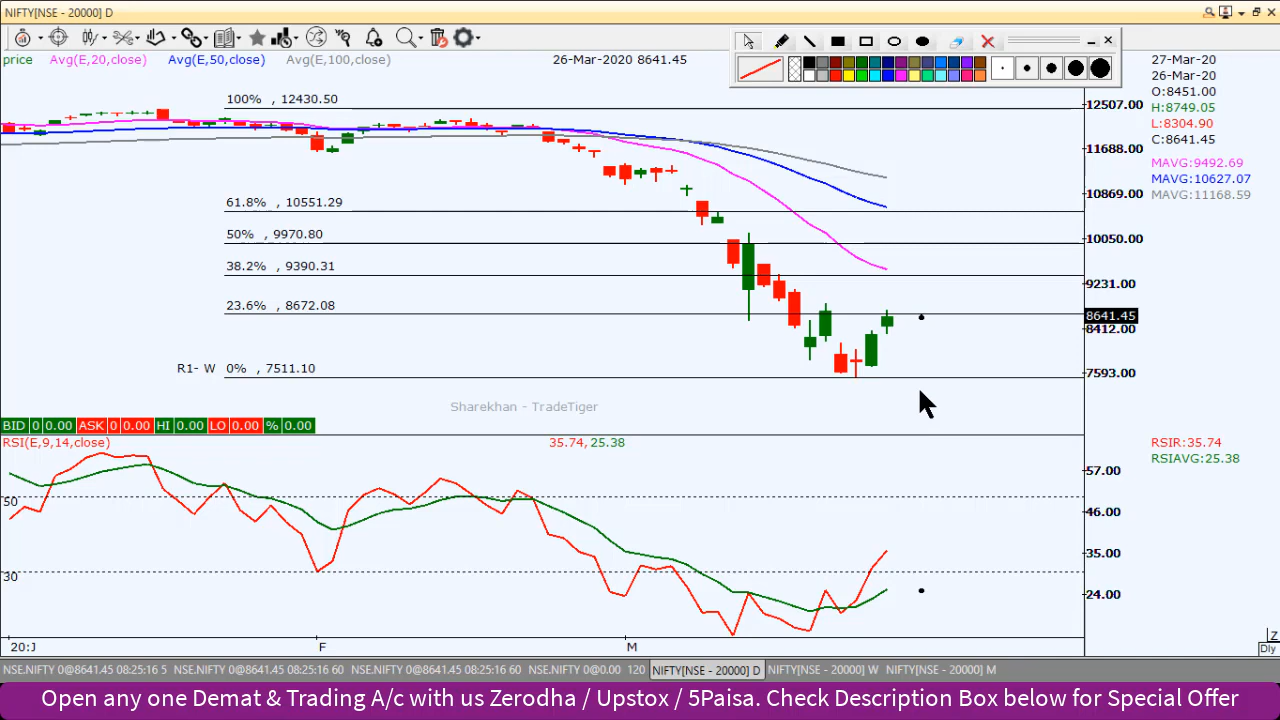 NIFTY[NSE - 20000] D
price Avg(E,20,close) Avg(E,50,close) Avg(E,100,close) 26-Mar-2020 8641.45
27-Mar-20
26-Mar-20
O:8451.00
H:8749.05
L:8304.90
C:8641.45
MAVG:9492.69
MAVG:10627.07
MAVG:11168.59
100% , 12430.50
61.8% , 10551.29
50% , 9970.80
38.2% , 9390.31
23.6% , 8672.08
R1- W 0% , 7511.10
12507.00
11688.00
10869.00
10050.00
9231.00
8641.45
8412.00
7593.00
Sharekhan - TradeTiger
BID 0 0.00 ASK 0 0.00 HI 0.00 LO 0.00 % 0.00
RSI(E,9,14,close) 35.74, 25.38
RSIR:35.74
RSIAVG:25.38
57.00
50
46.00
35.00
30
24.00
20:J F M
Z
Dly
NSE.NIFTY 0@8641.45 08:25:16 5 NSE.NIFTY 0@8641.45 08:25:16 60 NSE.NIFTY 0@8641.45 08:25:16 60 NSE.NIFTY 0@0.00 120 NIFTY[NSE - 20000] D NIFTY[NSE - 20000] W NIFTY[NSE - 20000] M
Open any one Demat & Trading A/c with us Zerodha / Upstox / 5Paisa. Check Description Box below for Special Offer